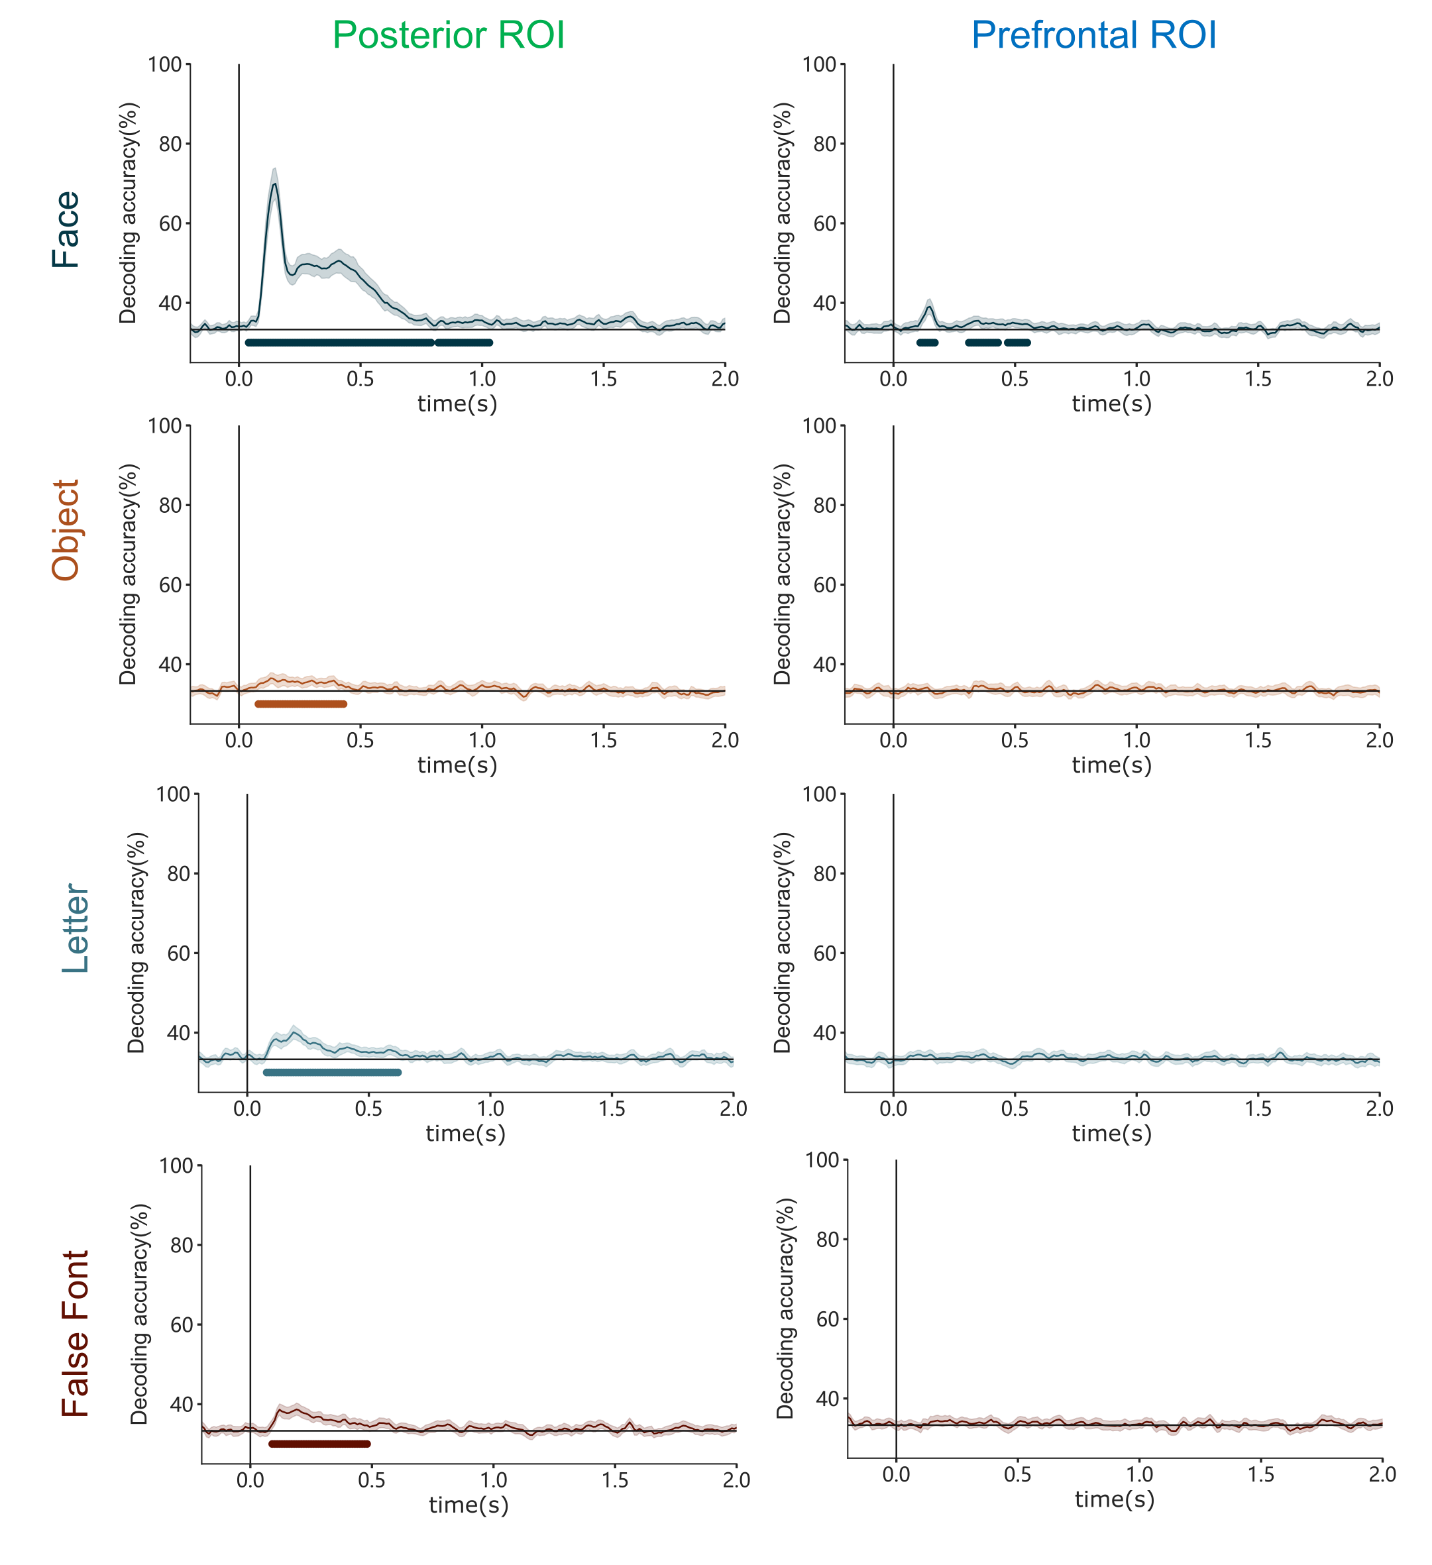 Posterior ROI
Prefrontal ROI
Face
Decoding accuracy(%)
100
80
60
40
0.0 0.5 1.0 1.5 2.0
time(s)
Decoding accuracy(%)
100
80
60
40
0.0 0.5 1.0 1.5 2.0
time(s)
Object
Decoding accuracy(%)
100
80
60
40
0.0 0.5 1.0 1.5 2.0
time(s)
Decoding accuracy(%)
100
80
60
40
0.0 0.5 1.0 1.5 2.0
time(s)
Letter
Decoding accuracy(%)
100
80
60
40
0.0 0.5 1.0 1.5 2.0
time(s)
Decoding accuracy(%)
100
80
60
40
0.0 0.5 1.0 1.5 2.0
time(s)
False Font
Decoding accuracy(%)
100
80
60
40
0.0 0.5 1.0 1.5 2.0
time(s)
Decoding accuracy(%)
100
80
60
40
0.0 0.5 1.0 1.5 2.0
time(s)